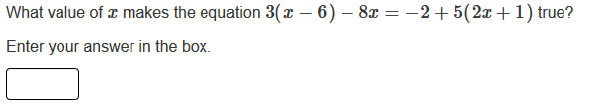 What value of x makes the equation 3(x − 6) − 8x = −2 + 5(2x + 1) true?
Enter your answer in the box.